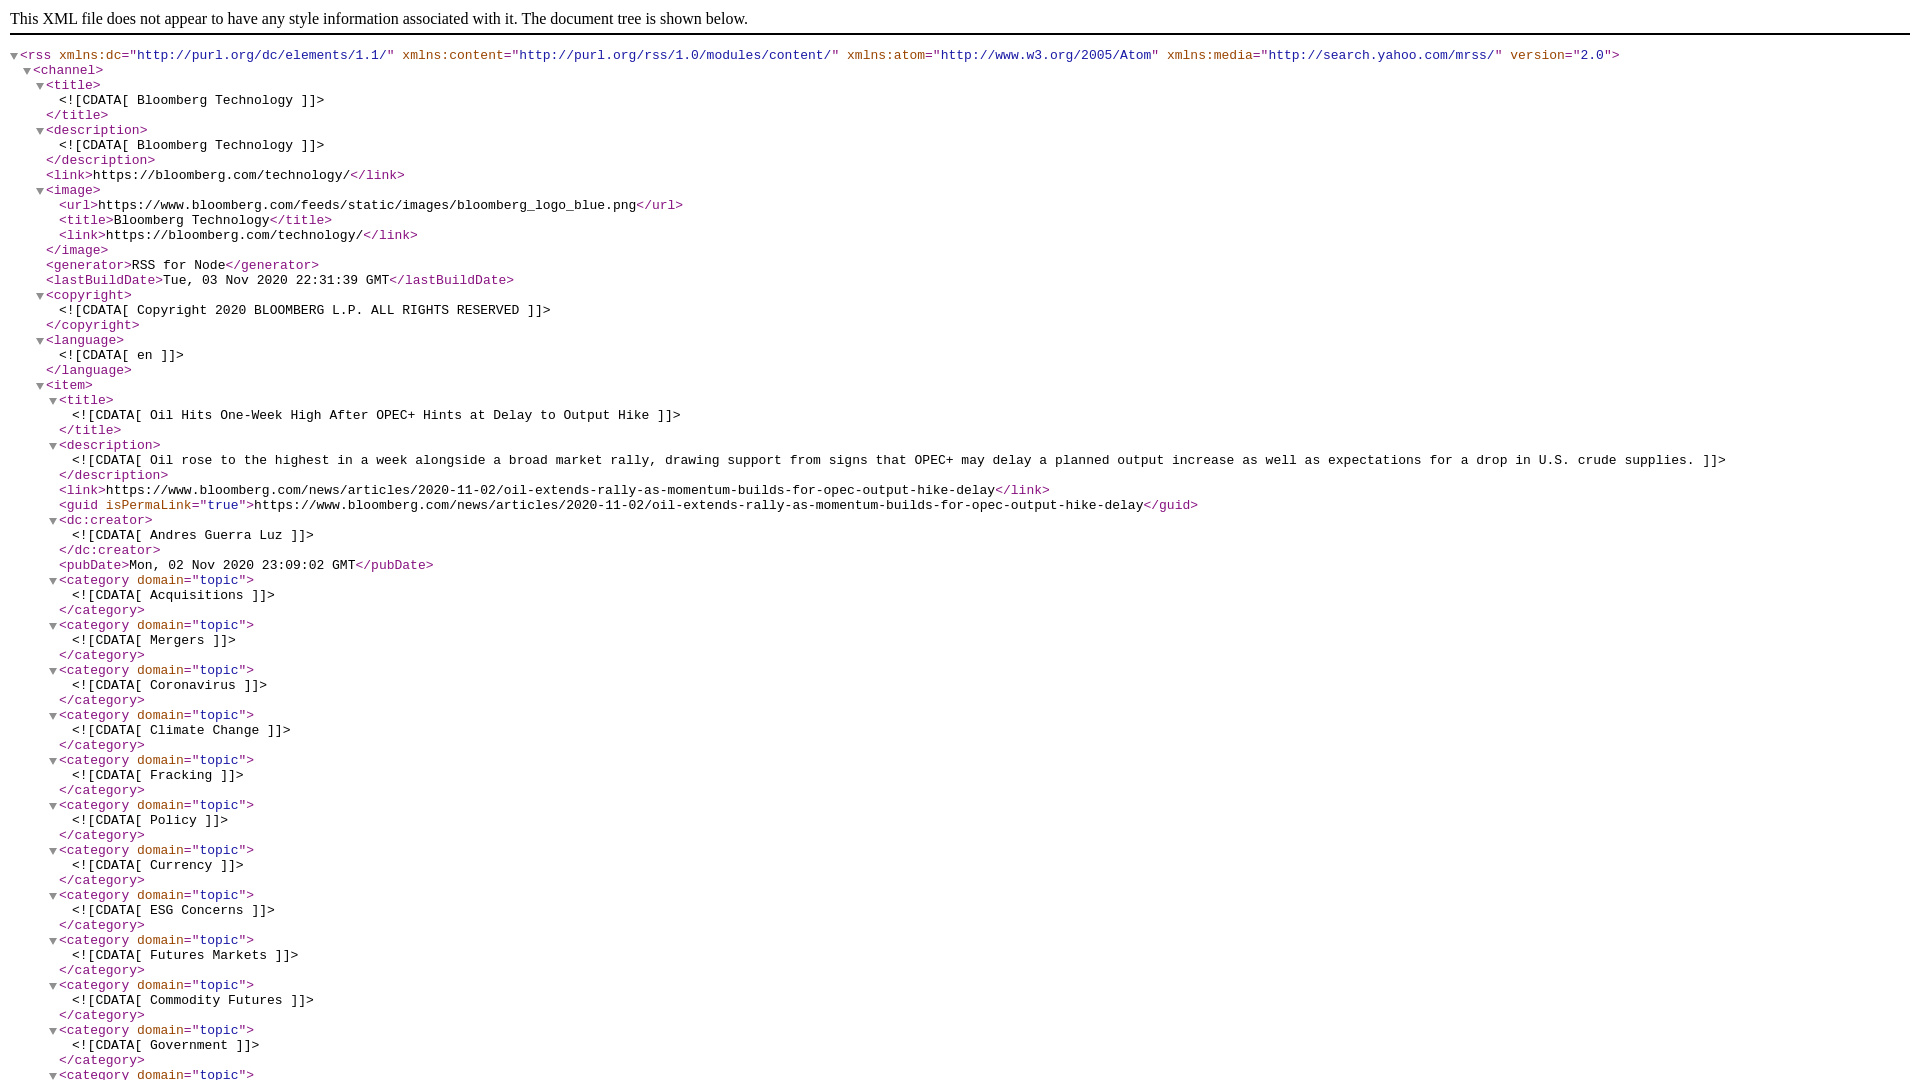 This XML file does not appear to have any style information associated with it. The document tree is shown below.
<rss xmlns:dc="http://purl.org/dc/elements/1.1/" xmlns:content="http://purl.org/rss/1.0/modules/content/" xmlns:atom="http://www.w3.org/2005/Atom" xmlns:media="http://search.yahoo.com/mrss/" version="2.0">
<channel>
<title>
<![CDATA[ Bloomberg Technology ]]>
</title>
<description>
<![CDATA[ Bloomberg Technology ]]>
</description>
<link>https://bloomberg.com/technology/</link>
<image>
<url>https://www.bloomberg.com/feeds/static/images/bloomberg_logo_blue.png</url>
<title>Bloomberg Technology</title>
<link>https://bloomberg.com/technology/</link>
</image>
<generator>RSS for Node</generator>
<lastBuildDate>Tue, 03 Nov 2020 22:31:39 GMT</lastBuildDate>
<copyright>
<![CDATA[ Copyright 2020 BLOOMBERG L.P. ALL RIGHTS RESERVED ]]>
</copyright>
<language>
<![CDATA[ en ]]>
</language>
<item>
<title>
<![CDATA[ Oil Hits One-Week High After OPEC+ Hints at Delay to Output Hike ]]>
</title>
<description>
<![CDATA[ Oil rose to the highest in a week alongside a broad market rally, drawing support from signs that OPEC+ may delay a planned output increase as well as expectations for a drop in U.S. crude supplies. ]]>
</description>
<link>https://www.bloomberg.com/news/articles/2020-11-02/oil-extends-rally-as-momentum-builds-for-opec-output-hike-delay</link>
<guid isPermaLink="true">https://www.bloomberg.com/news/articles/2020-11-02/oil-extends-rally-as-momentum-builds-for-opec-output-hike-delay</guid>
<dc:creator>
<![CDATA[ Andres Guerra Luz ]]>
</dc:creator>
<pubDate>Mon, 02 Nov 2020 23:09:02 GMT</pubDate>
<category domain="topic">
<![CDATA[ Acquisitions ]]>
</category>
<category domain="topic">
<![CDATA[ Mergers ]]>
</category>
<category domain="topic">
<![CDATA[ Coronavirus ]]>
</category>
<category domain="topic">
<![CDATA[ Climate Change ]]>
</category>
<category domain="topic">
<![CDATA[ Fracking ]]>
</category>
<category domain="topic">
<![CDATA[ Policy ]]>
</category>
<category domain="topic">
<![CDATA[ Currency ]]>
</category>
<category domain="topic">
<![CDATA[ ESG Concerns ]]>
</category>
<category domain="topic">
<![CDATA[ Futures Markets ]]>
</category>
<category domain="topic">
<![CDATA[ Commodity Futures ]]>
</category>
<category domain="topic">
<![CDATA[ Government ]]>
</category>
<category domain="topic">